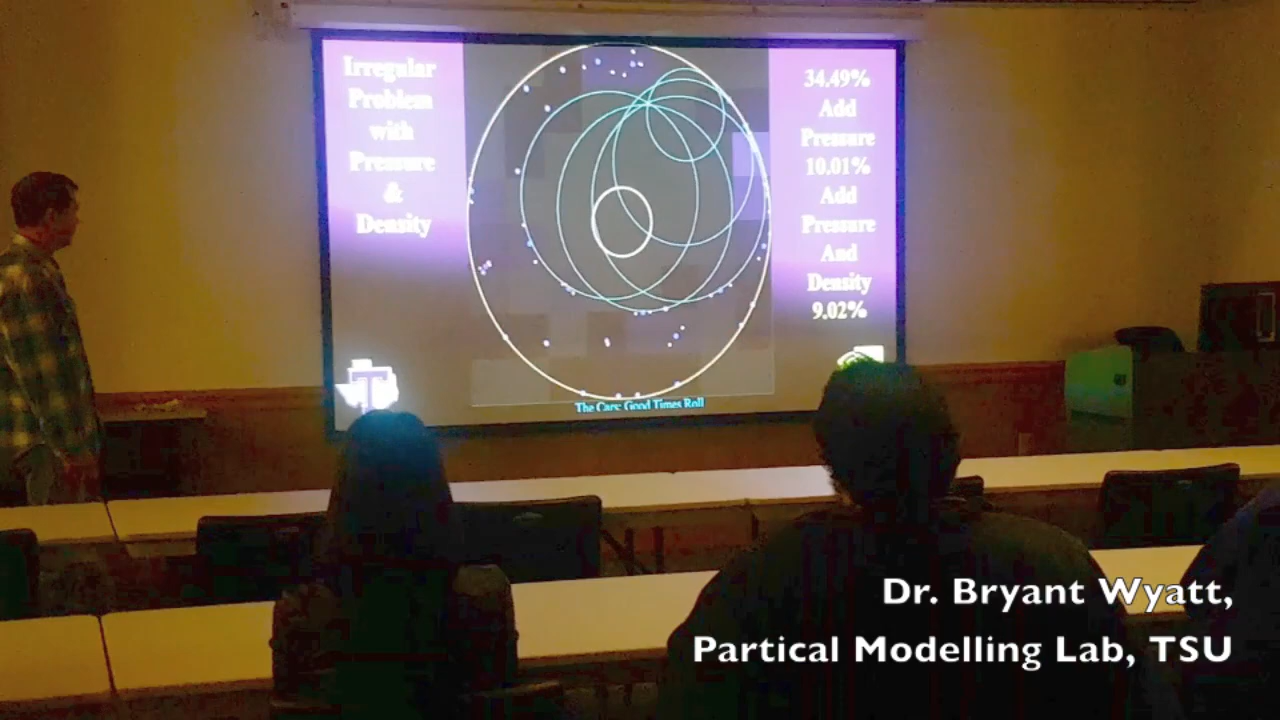 Irregular
Problem
with
Pressure
&
Density
34.49%
Add
Pressure
10.01%
Add
Pressure
And
Density
9.02%
T
The Cars: Good Times Roll
Dr. Bryant Wyatt,
Partical Modelling Lab, TSU